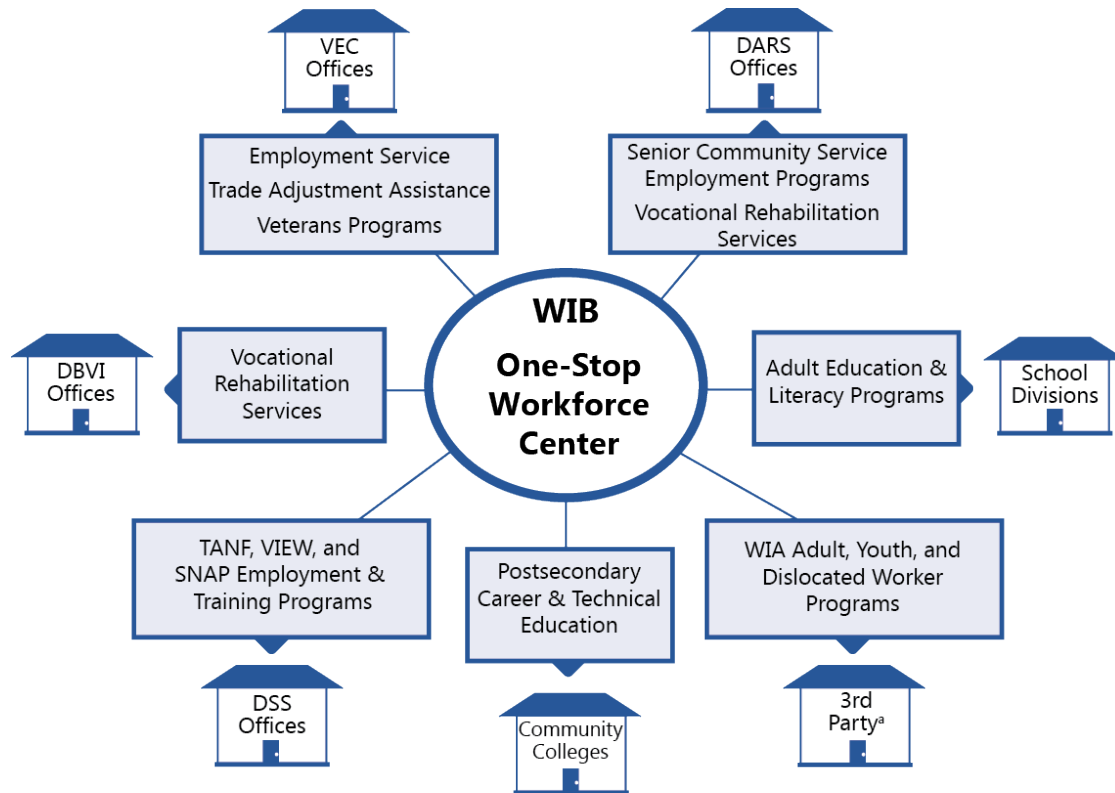 VEC
Offices
Employment Service
Trade Adjustment Assistance
Veterans Programs
DARS
Offices
Senior Community Service
Employment Programs
Vocational Rehabilitation
Services
DBVI
Offices
Vocational
Rehabilitation
Services
WIB
One-Stop
Workforce
Center
Adult Education &
Literacy Programs
School
Divisions
TANF, VIEW, and
SNAP Employment &
Training Programs
DSS
Offices
Postsecondary
Career & Technical
Education
Community
Colleges
WIA Adult, Youth, and
Dislocated Worker
Programs
3rd
Partyᵃ